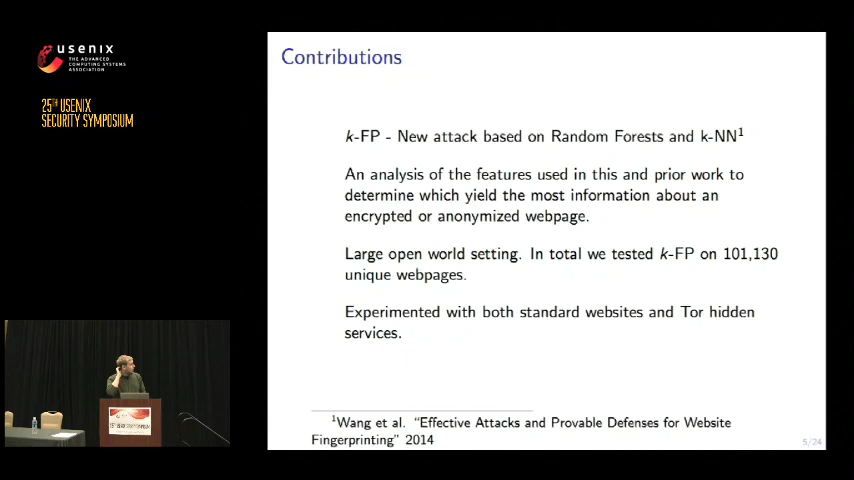 usenix
THE ADVANCED
COMPUTING SYSTEMS
ASSOCIATION
25TH USENIX
SECURITY SYMPOSIUM
Contributions
k-FP - New attack based on Random Forests and k-NN1
An analysis of the features used in this and prior work to
determine which yield the most information about an
encrypted or anonymized webpage.
Large open world setting. In total we tested k-FP on 101,130
unique webpages.
Experimented with both standard websites and Tor hidden
services.
1Wang et al. “Effective Attacks and Provable Defenses for Website
Fingerprinting” 2014
5/24